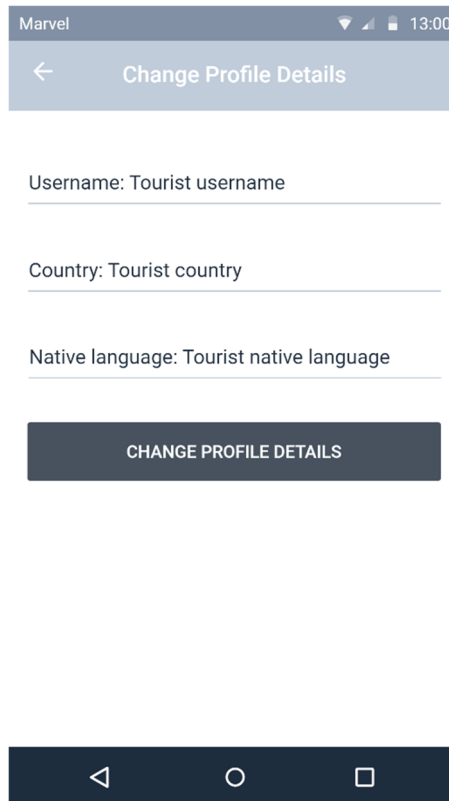 Marvel 13:00
Change Profile Details
Username: Tourist username
Country: Tourist country
Native language: Tourist native language
CHANGE PROFILE DETAILS